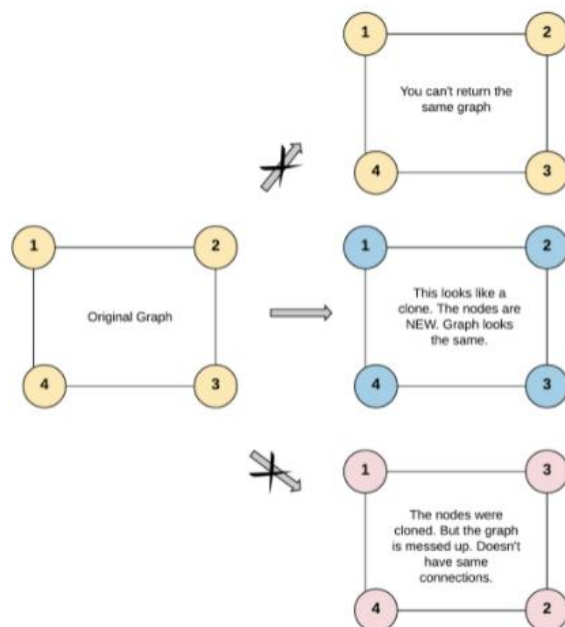 1 2
You can't return the
same graph
4 3
1 2
Original Graph
4 3
1 2
This looks like a
clone. The nodes are
NEW. Graph looks
the same.
4 3
1 3
The nodes were
cloned. But the graph
is messed up. Doesn't
have same
connections.
4 2